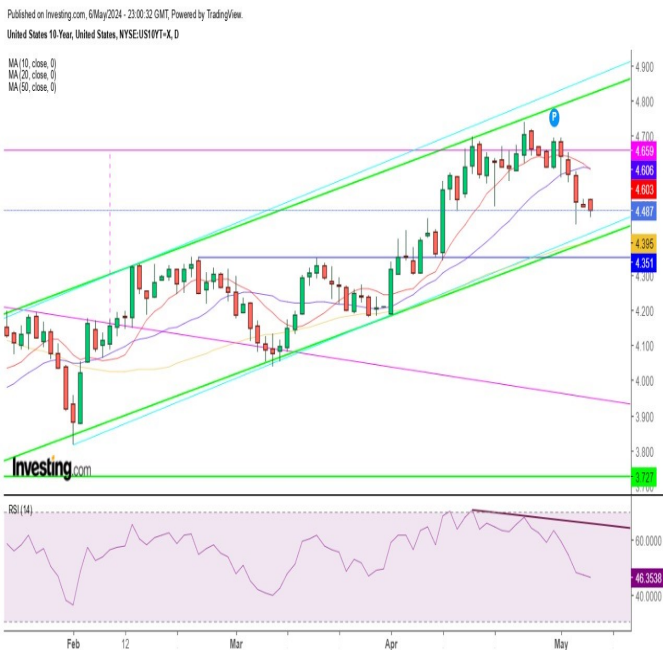 Published on Investing.com, 6/May/2024 - 23:00:32 GMT, Powered by TradingView.
United States 10-Year, United States, NYSE:US10YT=X, D
MA (10, close, 0)
MA (20, close, 0)
MA (50, close, 0)
4.900
4.800
P
4.700
4.659
4.606
4.603
4.487
4.395
4.351
4.300
4.200
4.100
4.000
3.900
3.800
Investing.com
3.727
RSI (14)
60.0000
46.3538
40.0000
Feb 12 Mar Apr May